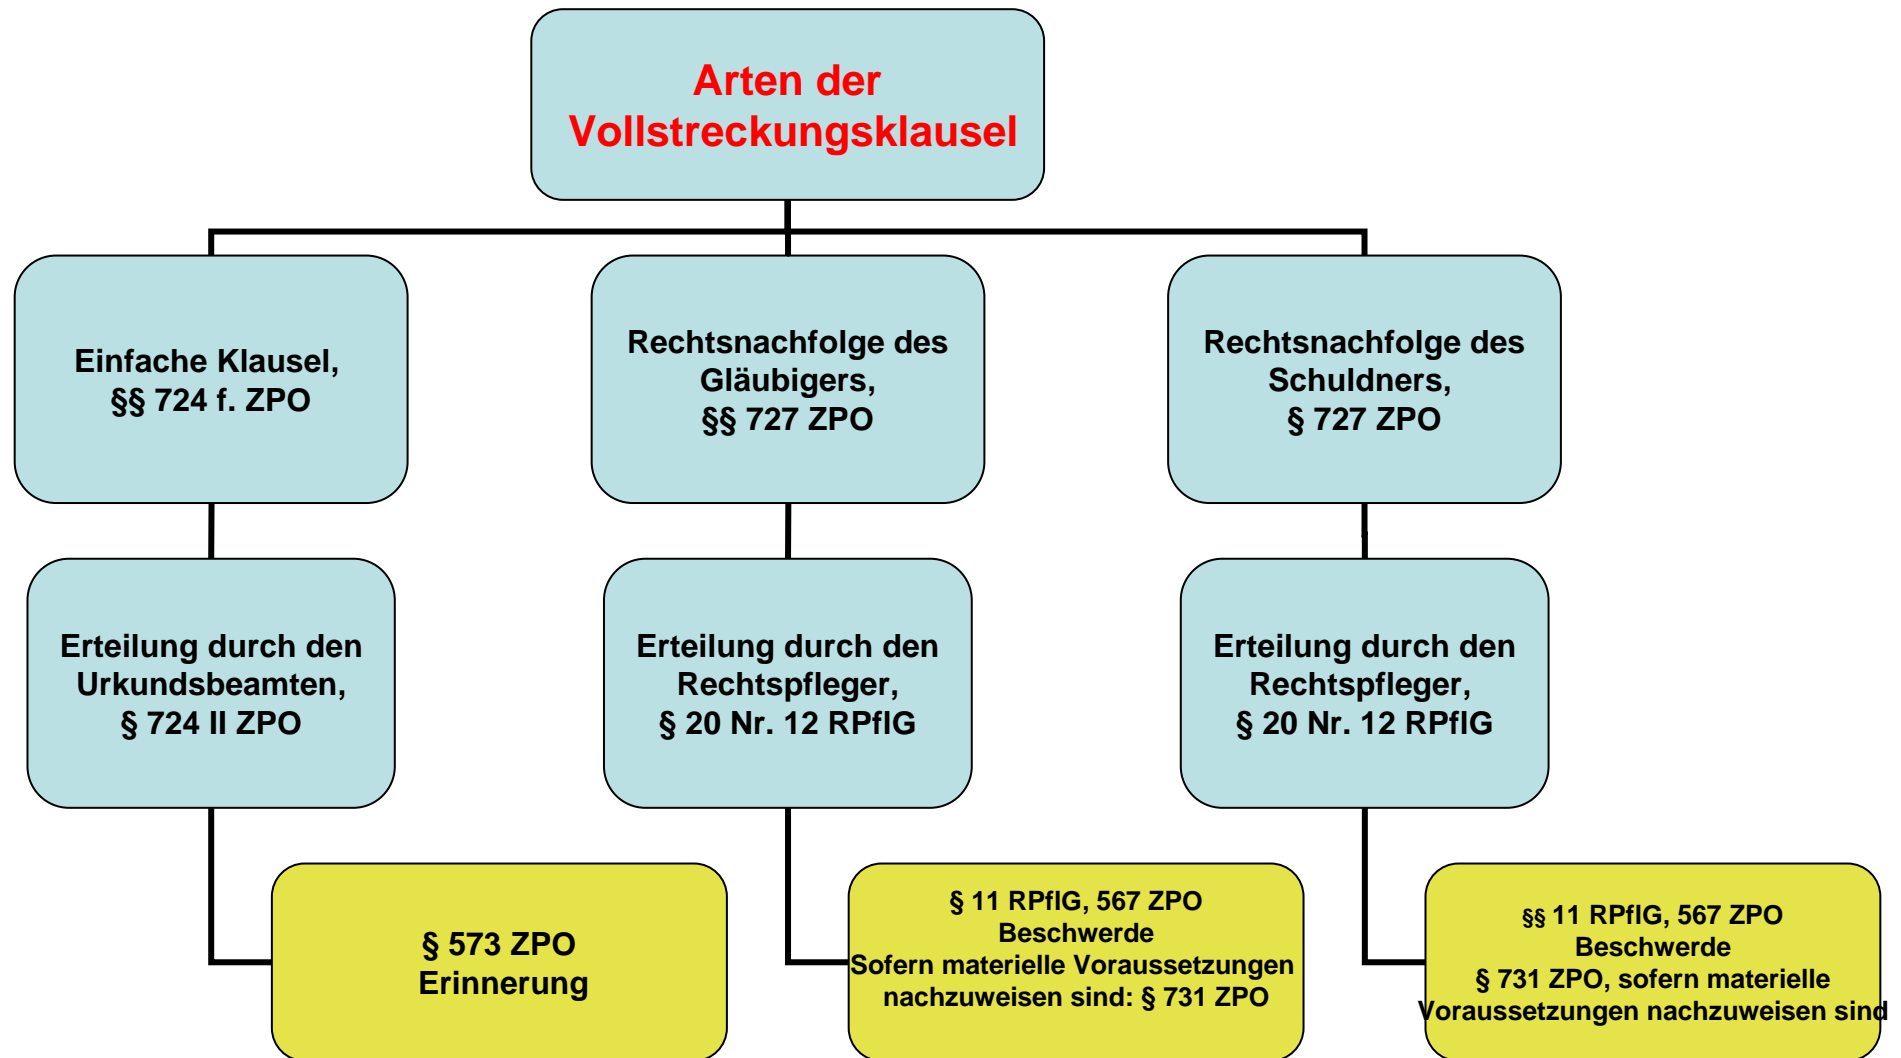 Arten der
Vollstreckungsklausel
Einfache Klausel,
§§ 724 f. ZPO
Rechtsnachfolge des
Gläubigers,
§§ 727 ZPO
Rechtsnachfolge des
Schuldners,
§ 727 ZPO
Erteilung durch den
Urkundsbeamten,
§ 724 II ZPO
Erteilung durch den
Rechtspfleger,
§ 20 Nr. 12 RPflG
Erteilung durch den
Rechtspfleger,
§ 20 Nr. 12 RPflG
§ 573 ZPO
Erinnerung
§ 11 RPflG, 567 ZPO
Beschwerde
Sofern materielle Voraussetzungen
nachzuweisen sind: § 731 ZPO
§§ 11 RPflG, 567 ZPO
Beschwerde
§ 731 ZPO, sofern materielle
Voraussetzungen nachzuweisen sind